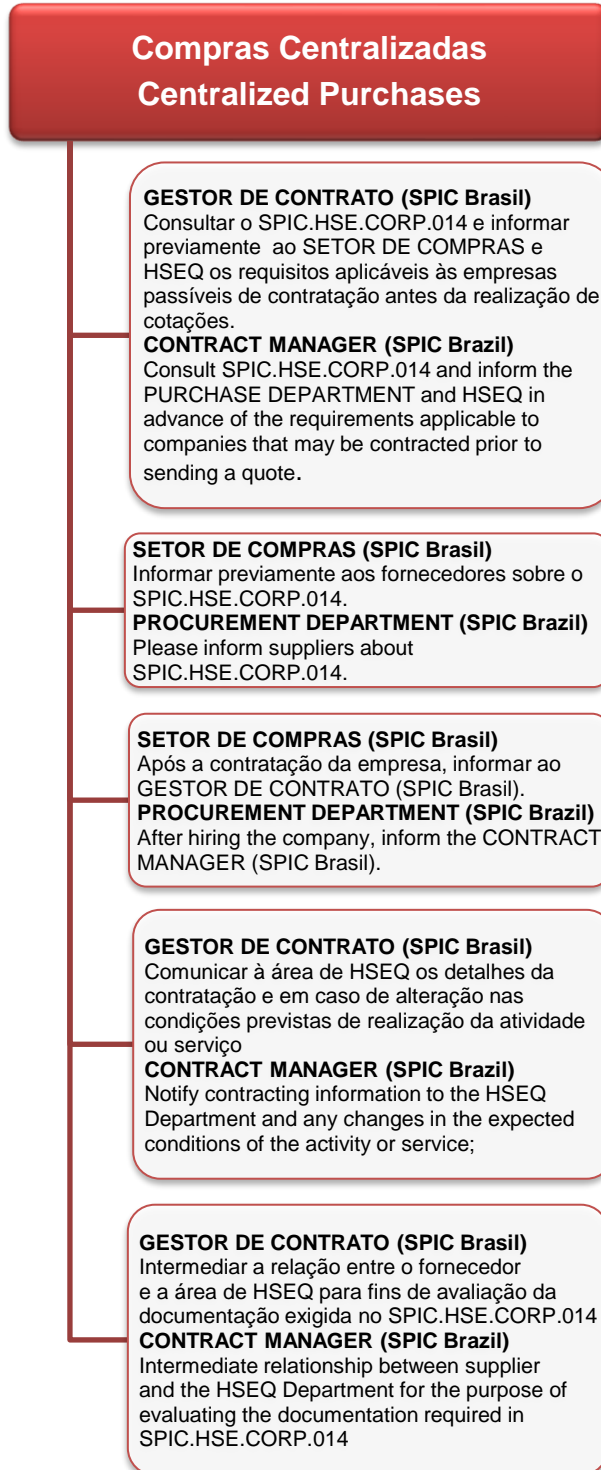 Compras Centralizadas
Centralized Purchases
GESTOR DE CONTRATO (SPIC Brasil)
Consultar o SPIC.HSE.CORP.014 e informar
previamente ao SETOR DE COMPRAS e
HSEQ os requisitos aplicáveis às empresas
passíveis de contratação antes da realização de
cotações.
CONTRACT MANAGER (SPIC Brazil)
Consult SPIC.HSE.CORP.014 and inform the
PURCHASE DEPARTMENT and HSEQ in
advance of the requirements applicable to
companies that may be contracted prior to
sending a quote.
SETOR DE COMPRAS (SPIC Brasil)
Informar previamente aos fornecedores sobre o
SPIC.HSE.CORP.014.
PROCUREMENT DEPARTMENT (SPIC Brazil)
Please inform suppliers about
SPIC.HSE.CORP.014.
SETOR DE COMPRAS (SPIC Brasil)
Após a contratação da empresa, informar ao
GESTOR DE CONTRATO (SPIC Brasil).
PROCUREMENT DEPARTMENT (SPIC Brazil)
After hiring the company, inform the CONTRACT
MANAGER (SPIC Brasil).
GESTOR DE CONTRATO (SPIC Brasil)
Comunicar à área de HSEQ os detalhes da
contratação e em caso de alteração nas
condições previstas de realização da atividade
ou serviço
CONTRACT MANAGER (SPIC Brazil)
Notify contracting information to the HSEQ
Department and any changes in the expected
conditions of the activity or service;
GESTOR DE CONTRATO (SPIC Brasil)
Intermediar a relação entre o fornecedor
e a área de HSEQ para fins de avaliação da
documentação exigida no SPIC.HSE.CORP.014
CONTRACT MANAGER (SPIC Brazil)
Intermediate relationship between supplier
and the HSEQ Department for the purpose of
evaluating the documentation required in
SPIC.HSE.CORP.014